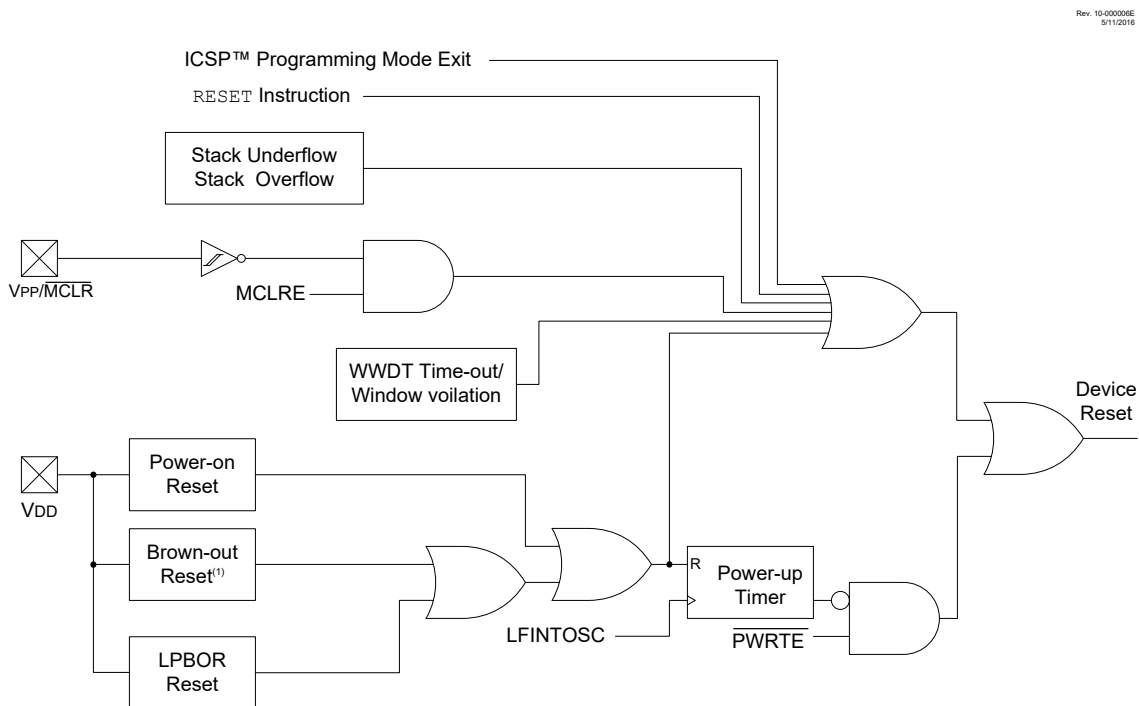 Rev. 10-000006E
5/11/2016
ICSP™ Programming Mode Exit
RESET Instruction
Stack Underflow
Stack Overflow
VPP/MCLR
MCLRE
WWDT Time-out/
Window voilation
Device
Reset
VDD
Power-on
Reset
Brown-out
Reset(1)
R
Power-up
Timer
LFINTOSC
PWRTE
LPBOR
Reset